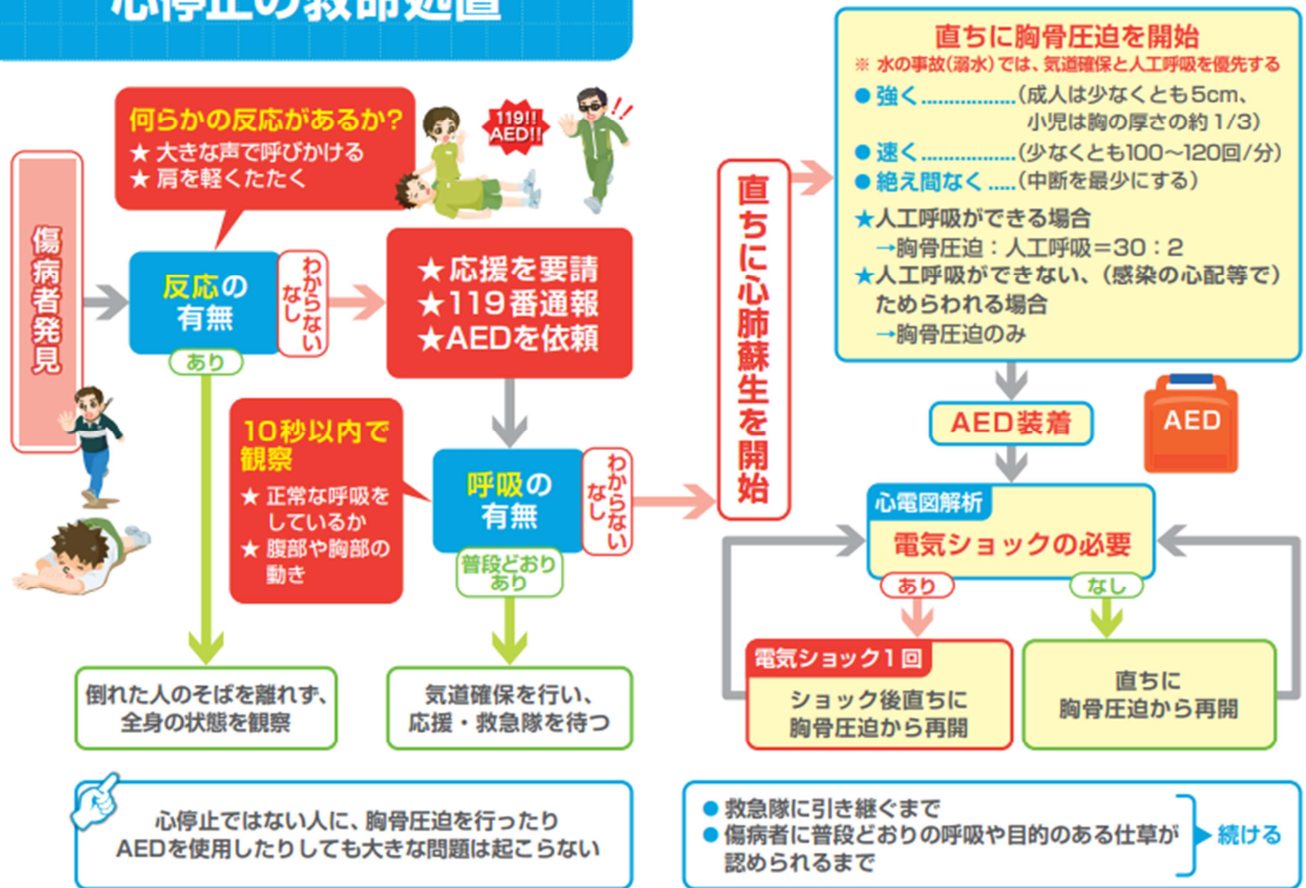 心停止の救命処置
傷病者発見
何らかの反応があるか?
★ 大きな声で呼びかける
★ 肩を軽くたたく
119!!
AED!!
!!
反応の
有無
わからない
なし
あり
★応援を要請
★119番通報
★AEDを依頼
10秒以内で
観察
★ 正常な呼吸を
しているか
★ 腹部や胸部の
動き
呼吸の
有無
わからない
なし
普段どおり
あり
倒れた人のそばを離れず、
全身の状態を観察
気道確保を行い、
応援・救急隊を待つ
心停止ではない人に、胸骨圧迫を行ったり
AEDを使用したりしても大きな問題は起こらない
直ちに心肺蘇生を開始
直ちに胸骨圧迫を開始
※ 水の事故(溺水)では、気道確保と人工呼吸を優先する
● 強く.................(成人は少なくとも5cm、
小児は胸の厚さの約1/3)
● 速く.................(少なくとも100〜120回/分)
● 絶え間なく.....(中断を最少にする)
★人工呼吸ができる場合
→胸骨圧迫:人工呼吸=30:2
★人工呼吸ができない、(感染の心配等で)
ためらわれる場合
→胸骨圧迫のみ
AED装着
AED
心電図解析
電気ショックの必要
あり
なし
電気ショック1回
ショック後直ちに
胸骨圧迫から再開
直ちに
胸骨圧迫から再開
● 救急隊に引き継ぐまで
● 傷病者に普段どおりの呼吸や目的のある仕草が
認められるまで
続ける